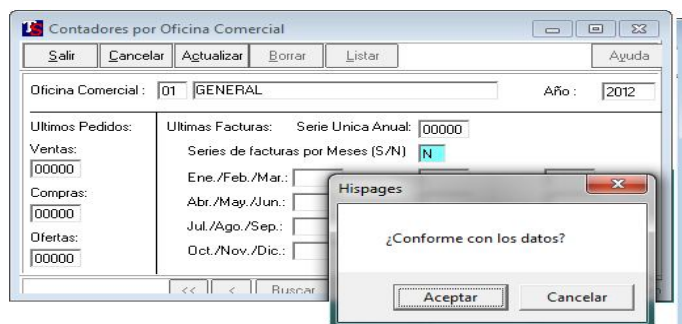 Contadores por Oficina Comercial
Salir Cancelar Actualizar Borrar Listar Ayuda
Oficina Comercial : 01 GENERAL Año : 2012
Ultimos Pedidos: Ultimas Facturas: Serie Unica Anual: 00000
Ventas: Series de facturas por Meses (S/N) N
00000
Ene./Feb./Mar.:
Compras:
Abr./May./Jun.:
00000
Jul./Ago./Sep.:
Ofertas:
Oct./Nov./Dic.:
00000
<< < Buscar
Hispages
¿Conforme con los datos?
Aceptar Cancelar